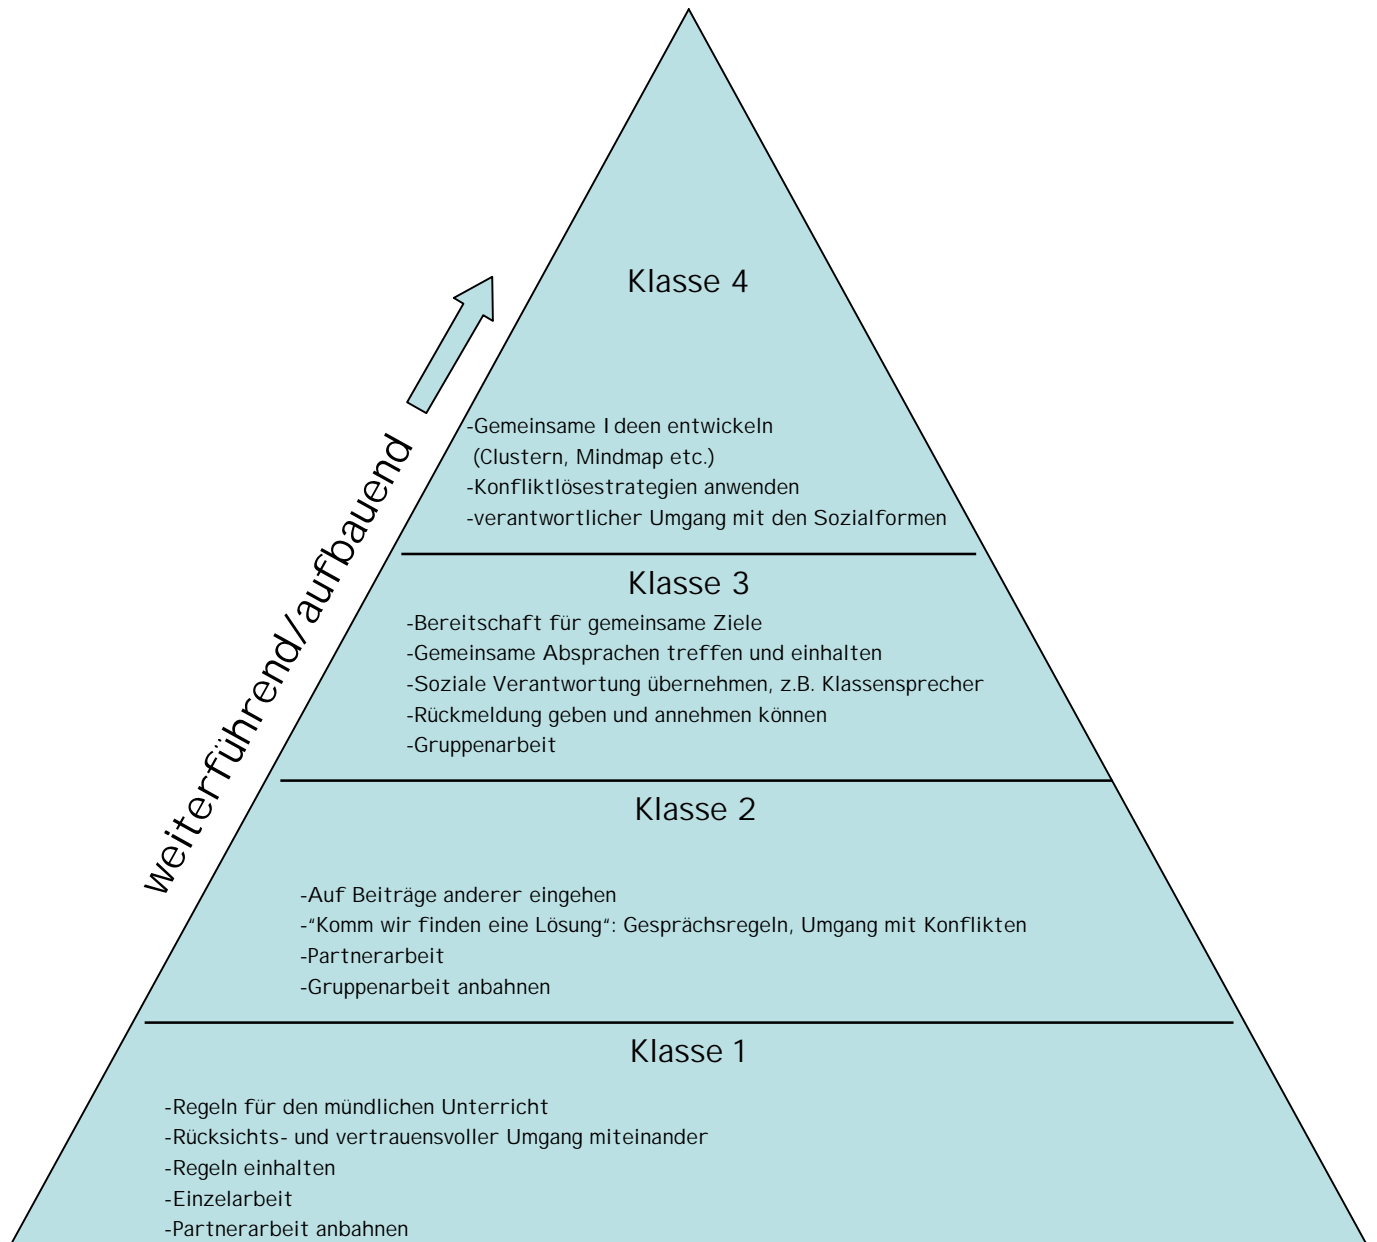 Klasse 4
weiterführend/aufbauend
-Gemeinsame Ideen entwickeln
(Clustern, Mindmap etc.)
-Konfliktlösestrategien anwenden
-verantwortlicher Umgang mit den Sozialformen
Klasse 3
-Bereitschaft für gemeinsame Ziele
-Gemeinsame Absprachen treffen und einhalten
-Soziale Verantwortung übernehmen, z.B. Klassensprecher
-Rückmeldung geben und annehmen können
-Gruppenarbeit
Klasse 2
-Auf Beiträge anderer eingehen
-“Komm wir finden eine Lösung“: Gesprächsregeln, Umgang mit Konflikten
-Partnerarbeit
-Gruppenarbeit anbahnen
Klasse 1
-Regeln für den mündlichen Unterricht
-Rücksichts- und vertrauensvoller Umgang miteinander
-Regeln einhalten
-Einzelarbeit
-Partnerarbeit anbahnen